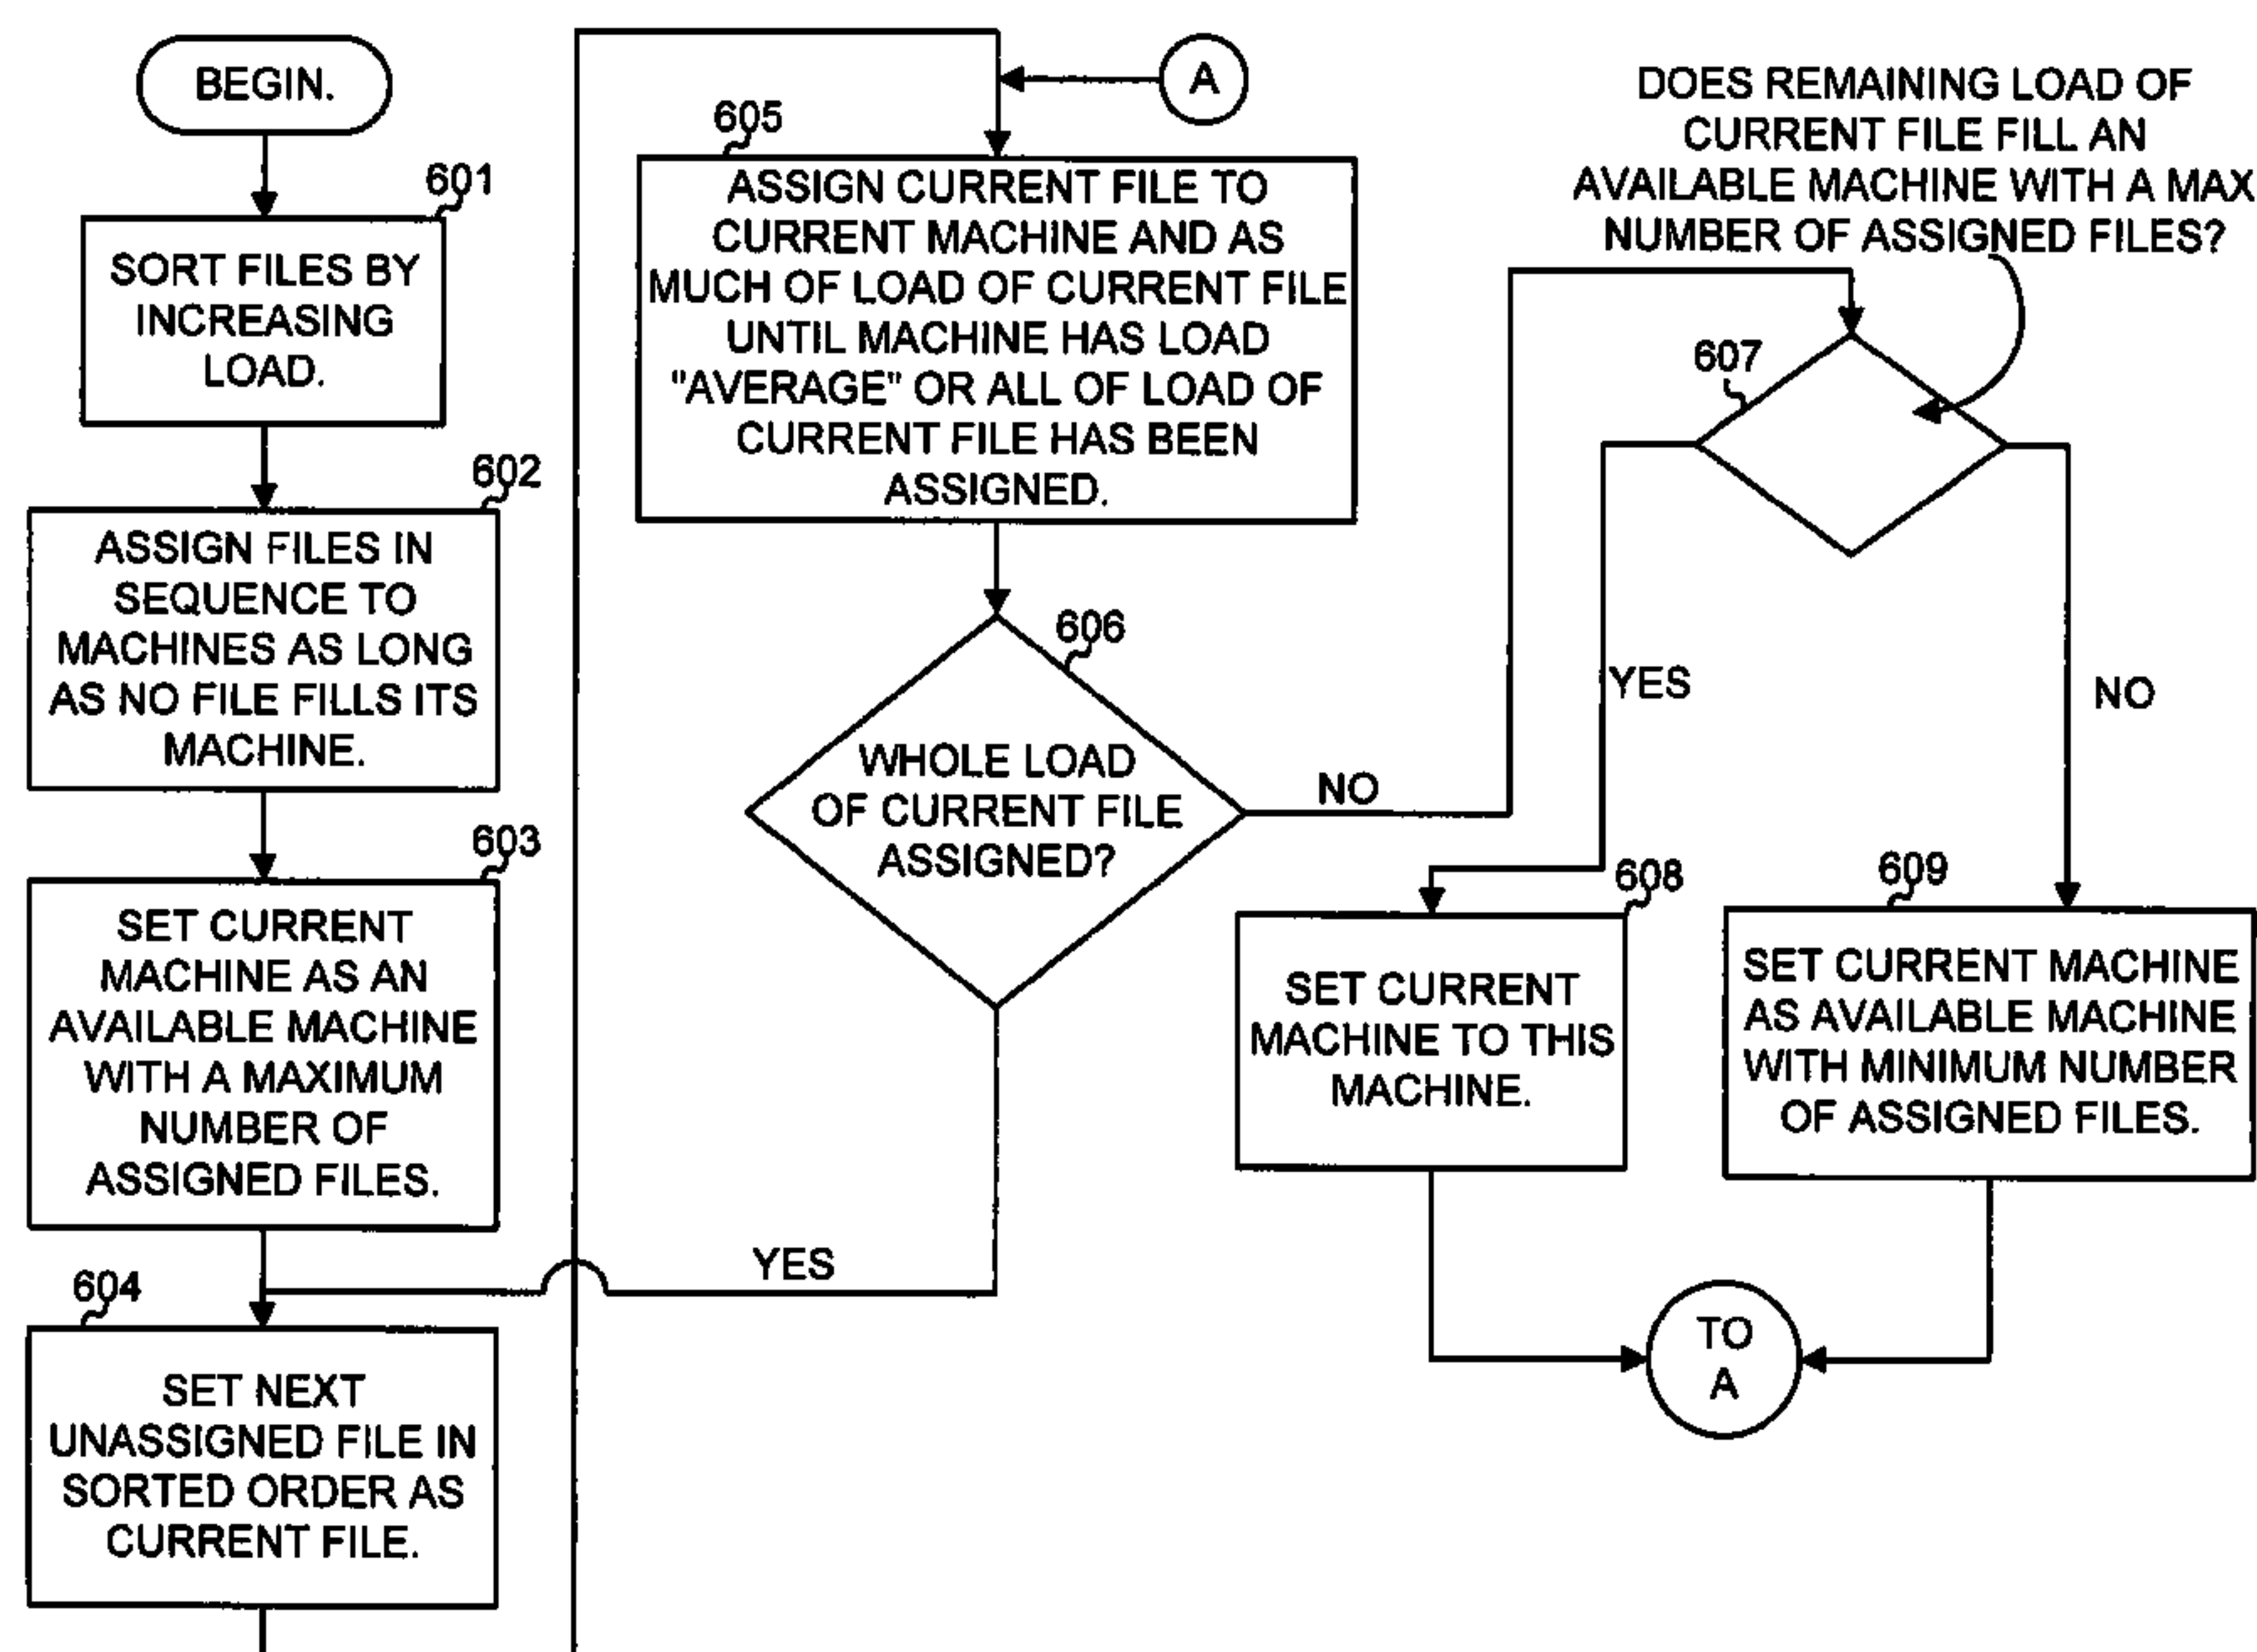 BEGIN.
601
SORT FILES BY
INCREASING
LOAD.
602
ASSIGN FILES IN
SEQUENCE TO
MACHINES AS LONG
AS NO FILE FILLS ITS
MACHINE.
603
SET CURRENT
MACHINE AS AN
AVAILABLE MACHINE
WITH A MAXIMUM
NUMBER OF
ASSIGNED FILES.
604
SET NEXT
UNASSIGNED FILE IN
SORTED ORDER AS
CURRENT FILE.
A
605
ASSIGN CURRENT FILE TO
CURRENT MACHINE AND AS
MUCH OF LOAD OF CURRENT FILE
UNTIL MACHINE HAS LOAD
"AVERAGE" OR ALL OF LOAD OF
CURRENT FILE HAS BEEN
ASSIGNED.
606
WHOLE LOAD
OF CURRENT FILE
ASSIGNED?
YES
NO
DOES REMAINING LOAD OF
CURRENT FILE FILL AN
AVAILABLE MACHINE WITH A MAX
NUMBER OF ASSIGNED FILES?
607
YES
NO
608
SET CURRENT
MACHINE TO THIS
MACHINE.
609
SET CURRENT MACHINE
AS AVAILABLE MACHINE
WITH MINIMUM NUMBER
OF ASSIGNED FILES.
TO
A